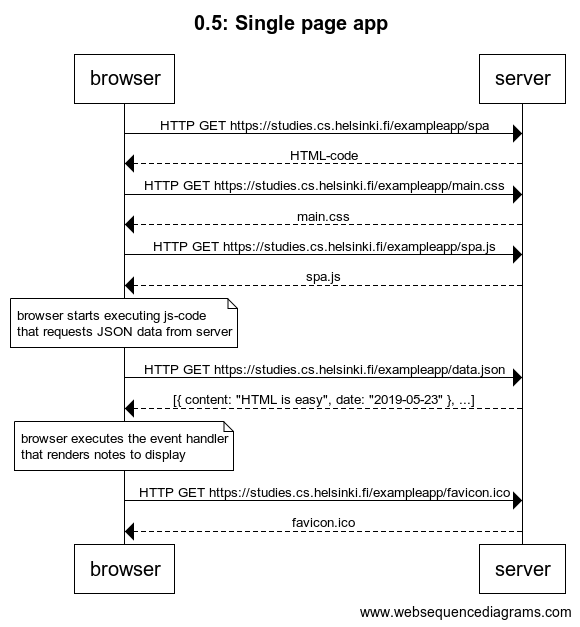 0.5: Single page app
browser
server
HTTP GET https://studies.cs.helsinki.fi/exampleapp/spa
HTML-code
HTTP GET https://studies.cs.helsinki.fi/exampleapp/main.css
main.css
HTTP GET https://studies.cs.helsinki.fi/exampleapp/spa.js
spa.js
browser starts executing js-code
that requests JSON data from server
HTTP GET https://studies.cs.helsinki.fi/exampleapp/data.json
[{ content: "HTML is easy", date: "2019-05-23" }, ...]
browser executes the event handler
that renders notes to display
HTTP GET https://studies.cs.helsinki.fi/exampleapp/favicon.ico
favicon.ico
browser
server
www.websequencediagrams.com